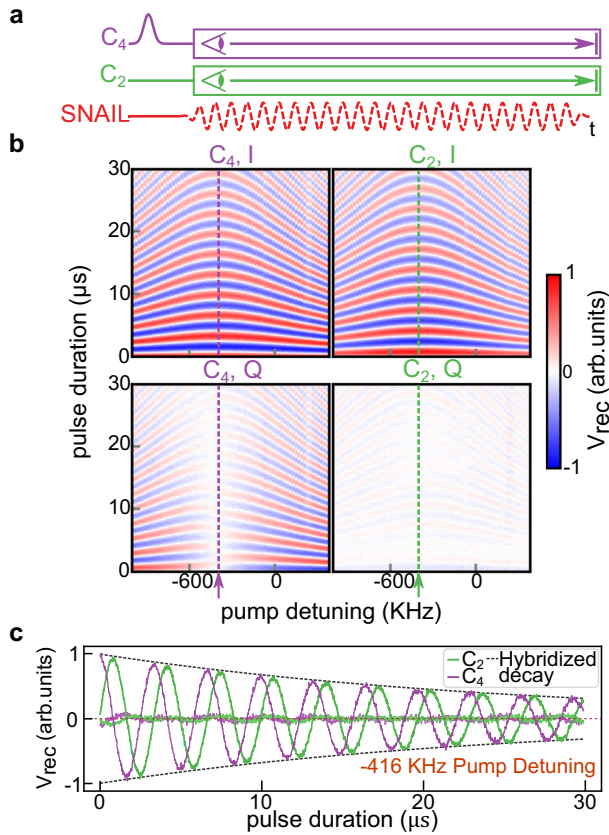 a
C4
C2
SNAIL
t
b
C4, I
C2, I
30
20
10
0
pulse duration (μs)
C4, Q
C2, Q
30
20
10
0
-600
0
-600
0
pump detuning (KHz)
1
0
-1
Vrec (arb.units)
c
1
0
-1
Vrec (arb.units)
C2
Hybridized
C4
decay
-416 KHz Pump Detuning
0
10
20
30
pulse duration (μs)